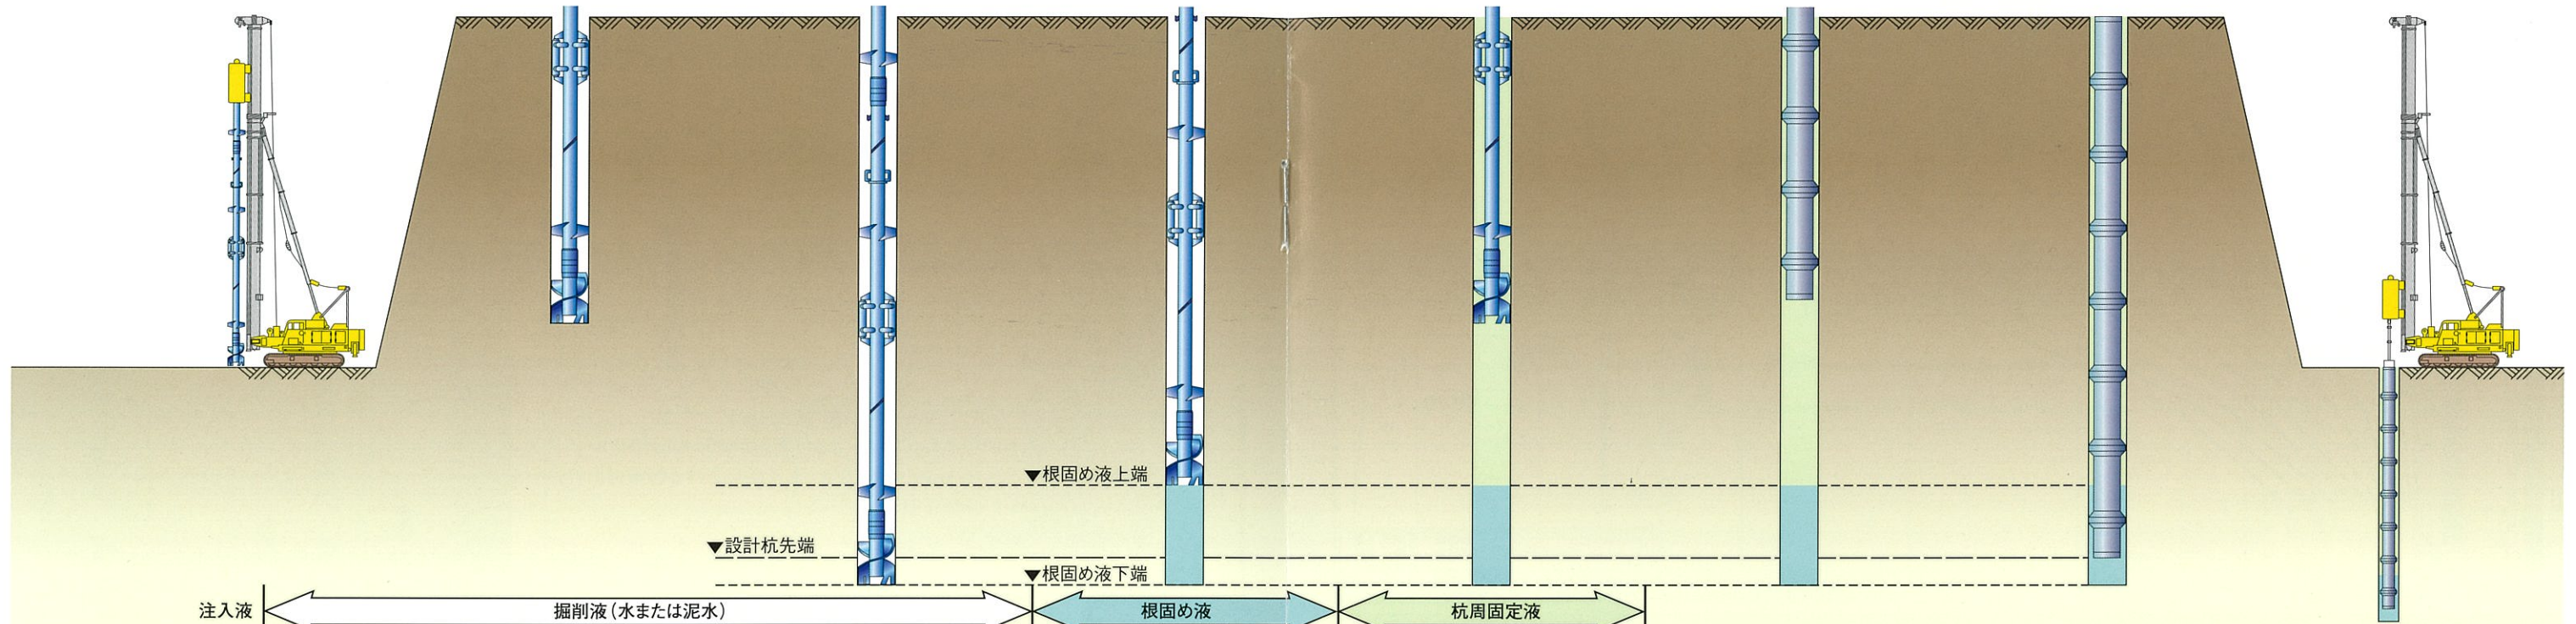 ▼根固め液上端
▼設計杭先端
▼根固め液下端
注入液
掘削液（水または泥水）
根固め液
杭周固定液